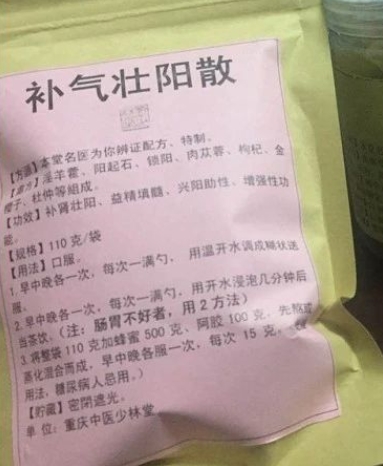 补气壮阳散
【方源】本堂名医为你辨证配方、特制。
【处方】淫羊藿、阳起石、锁阳、肉苁蓉、枸杞、金
樱子、杜仲等组成。
【功效】补肾壮阳、益精填髓、兴阳助性、增强性功
能。
【规格】110克/袋
【用法】口服。
1.早中晚各一次，每次一满勺，用温开水调成糊状送
服。
2.早中晚各一次，每次一满勺，用开水浸泡几分钟后
当茶饮。（注：肠胃不好者，用2方法）
3.将整袋110克加蜂蜜500克、阿胶100克，先熬或
蒸化混合而成，早中晚各服一次，每次15克。
用法，糖尿病人忌用。）
【贮藏】密闭遮光。
单位：重庆中医少林堂